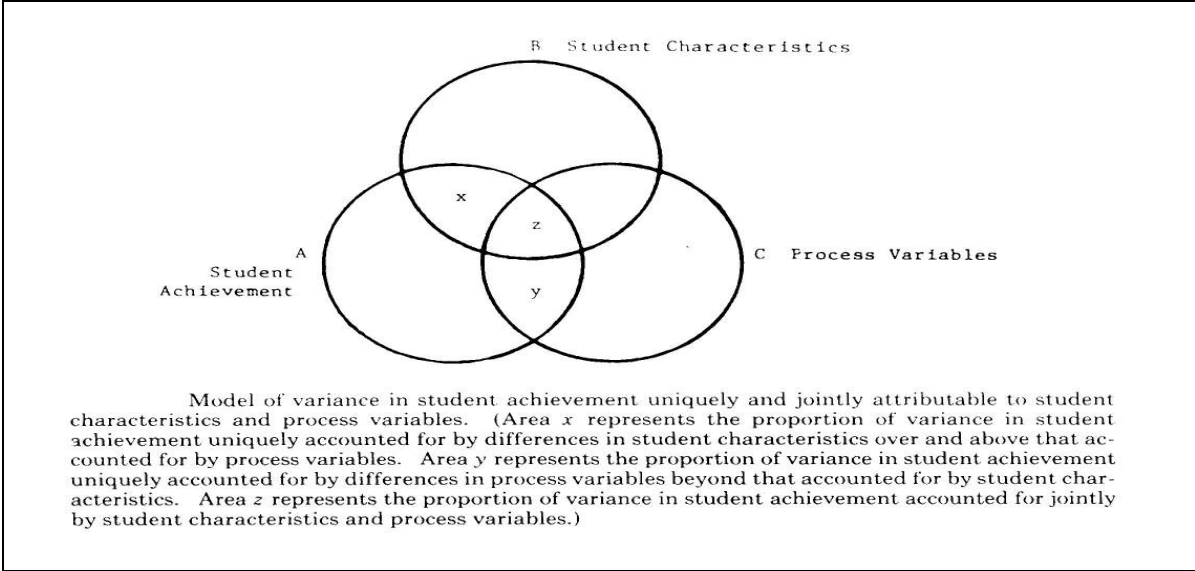 B Student Characteristics
x
z
A
Student
Achievement
C Process Variables
y
Model of variance in student achievement uniquely and jointly attributable to student
characteristics and process variables. (Area x represents the proportion of variance in student
achievement uniquely accounted for by differences in student characteristics over and above that ac-
counted for by process variables. Area y represents the proportion of variance in student achievement
uniquely accounted for by differences in process variables beyond that accounted for by student char-
acteristics. Area z represents the proportion of variance in student achievement accounted for jointly
by student characteristics and process variables.)